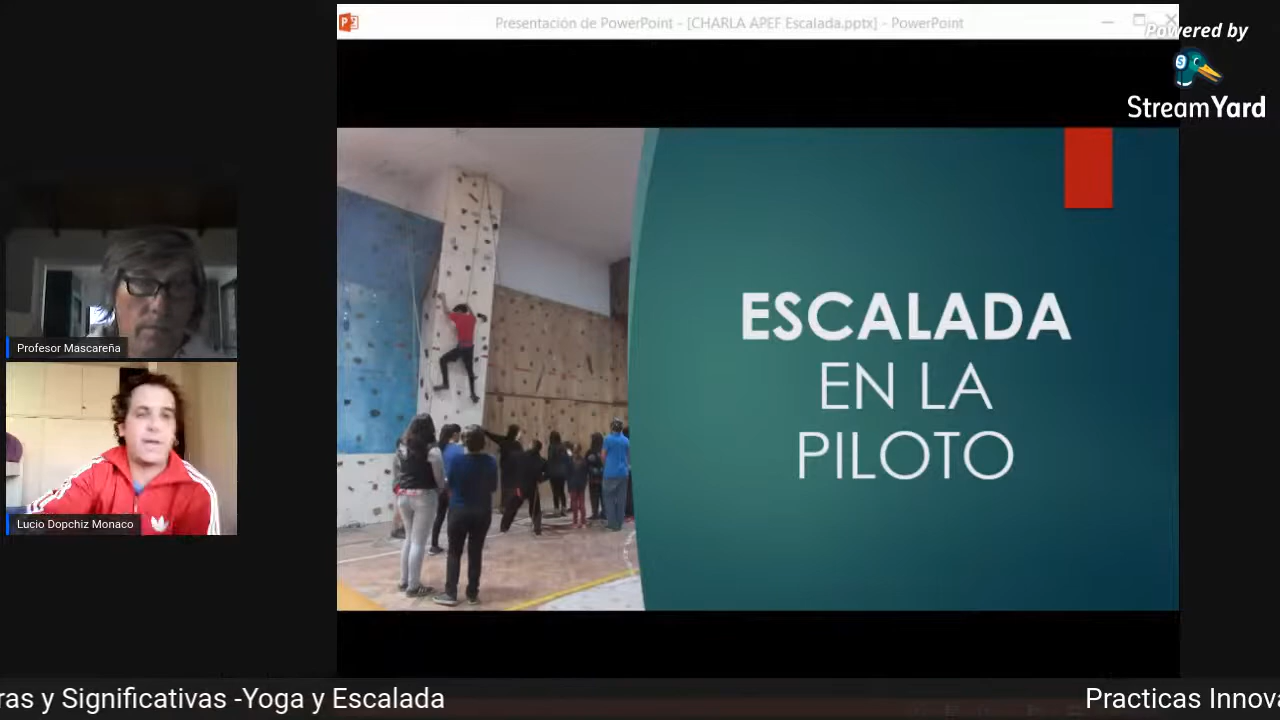 Presentación de PowerPoint - [CHARLA APEF Escalada.pptx] - PowerPoint
Powered by
StreamYard
ESCALADA
EN LA
PILOTO
Profesor Mascareña
Lucio Dopchiz Monaco
ras y Significativas -Yoga y Escalada
Practicas Innova